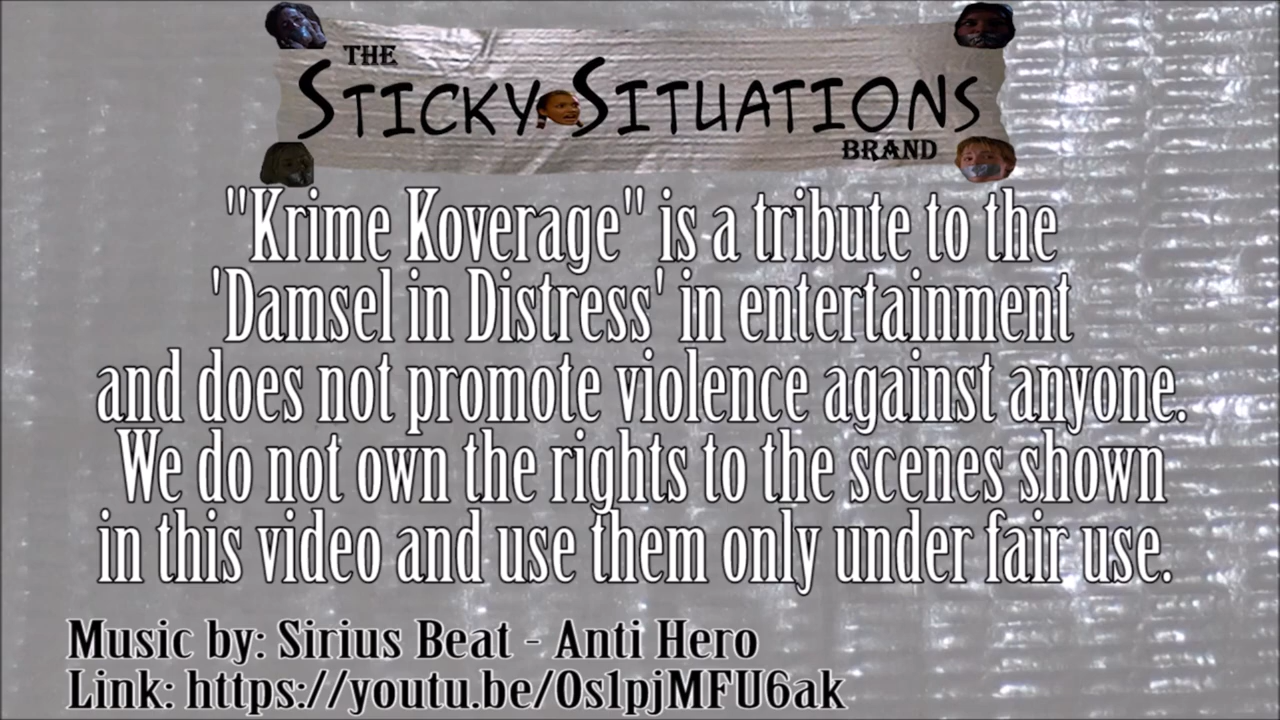 THE
STICKY SITUATIONS
BRAND
"Krime Koverage" is a tribute to the
'Damsel in Distress' in entertainment
and does not promote violence against anyone.
We do not own the rights to the scenes shown
in this video and use them only under fair use.
Music by: Sirius Beat - Anti Hero
Link: https://youtu.be/0s1pjMFU6ak